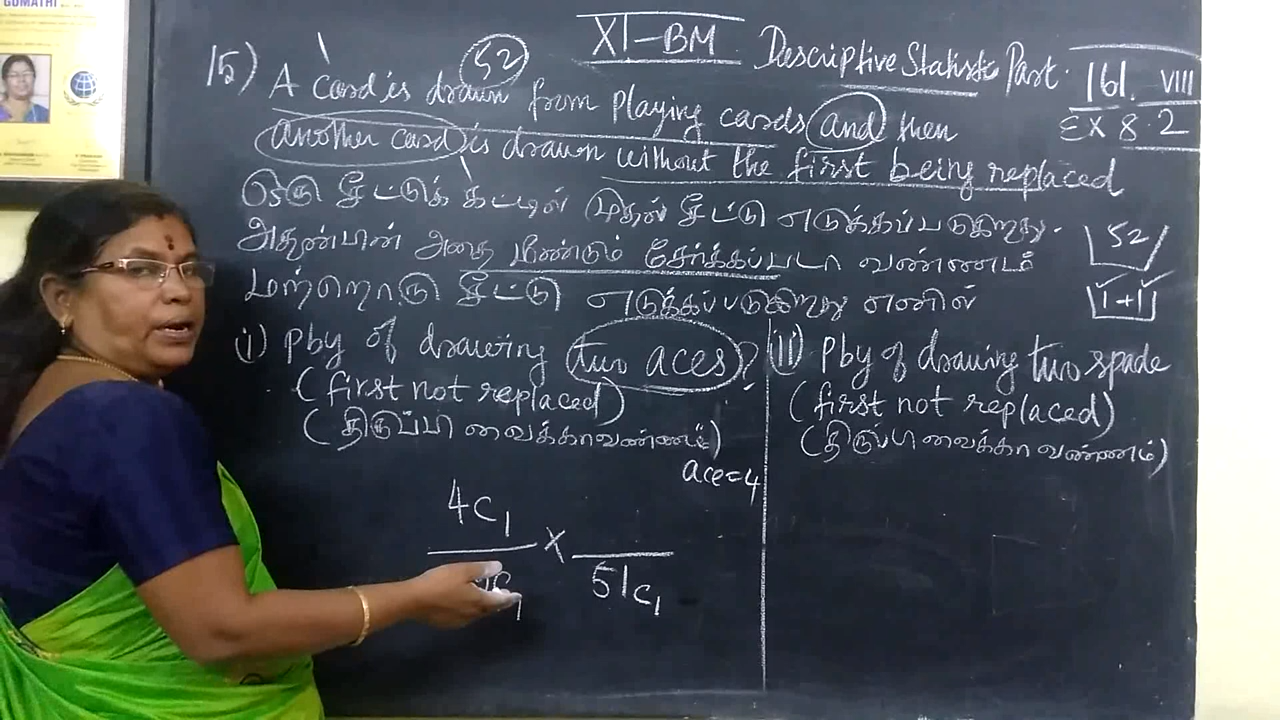 GOMATHI
XI-BM Descriptive Statistic Part. 161. VIII
EX 8.2
15) A card is drawn from playing cards and then
52
another card is drawn without the first being replaced
ஒரு சீட்டுக் கட்டில் முதல் சீட்டு எடுக்கப்படுகிறது.
அதன்பின் அதை மீண்டும் சேர்க்கப்படா வண்ணம்
மற்றொரு சீட்டு எடுக்கப்படுகிறது எனில்
52
1+1
i) Pby of drawing two aces?
(first not replaced)
(திருப்பி வைக்காவண்ணம்)
ace=4
4C1
X
51C1
ii) Pby of drawing two spade
(first not replaced)
(திருப்பி வைக்கா வண்ணம்)